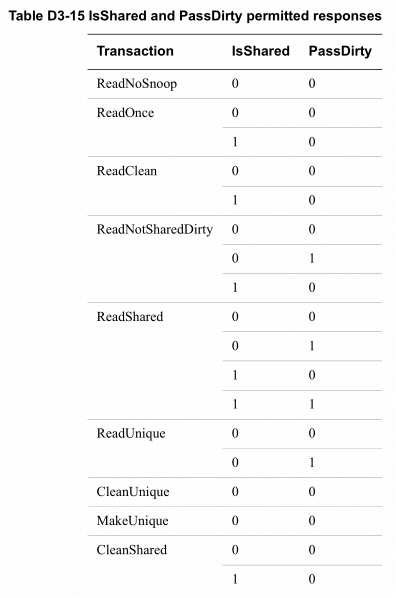 Table D3-15 IsShared and PassDirty permitted responses
Transaction IsShared PassDirty
ReadNoSnoop 0 0
ReadOnce 0 0
1 0
ReadClean 0 0
1 0
ReadNotSharedDirty 0 0
0 1
1 0
ReadShared 0 0
0 1
1 0
1 1
ReadUnique 0 0
0 1
CleanUnique 0 0
MakeUnique 0 0
CleanShared 0 0
1 0